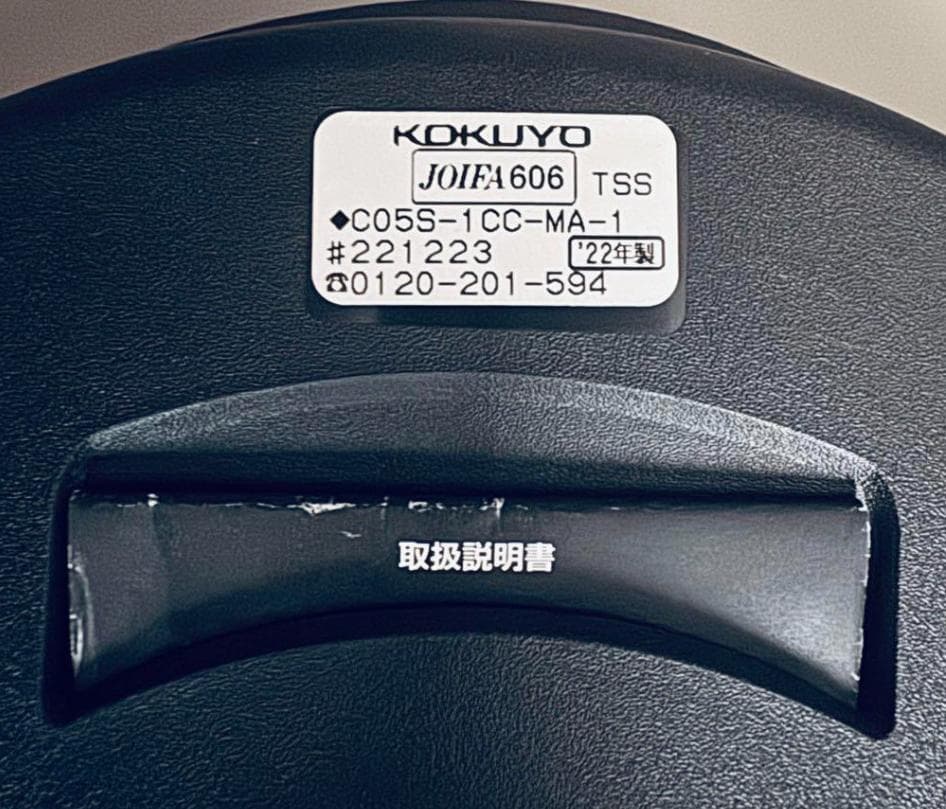 KOKUYO
JOIFA606 TSS
◆C05S-1CC-MA-1
#221223 '22年製
☎0120-201-594
取扱説明書